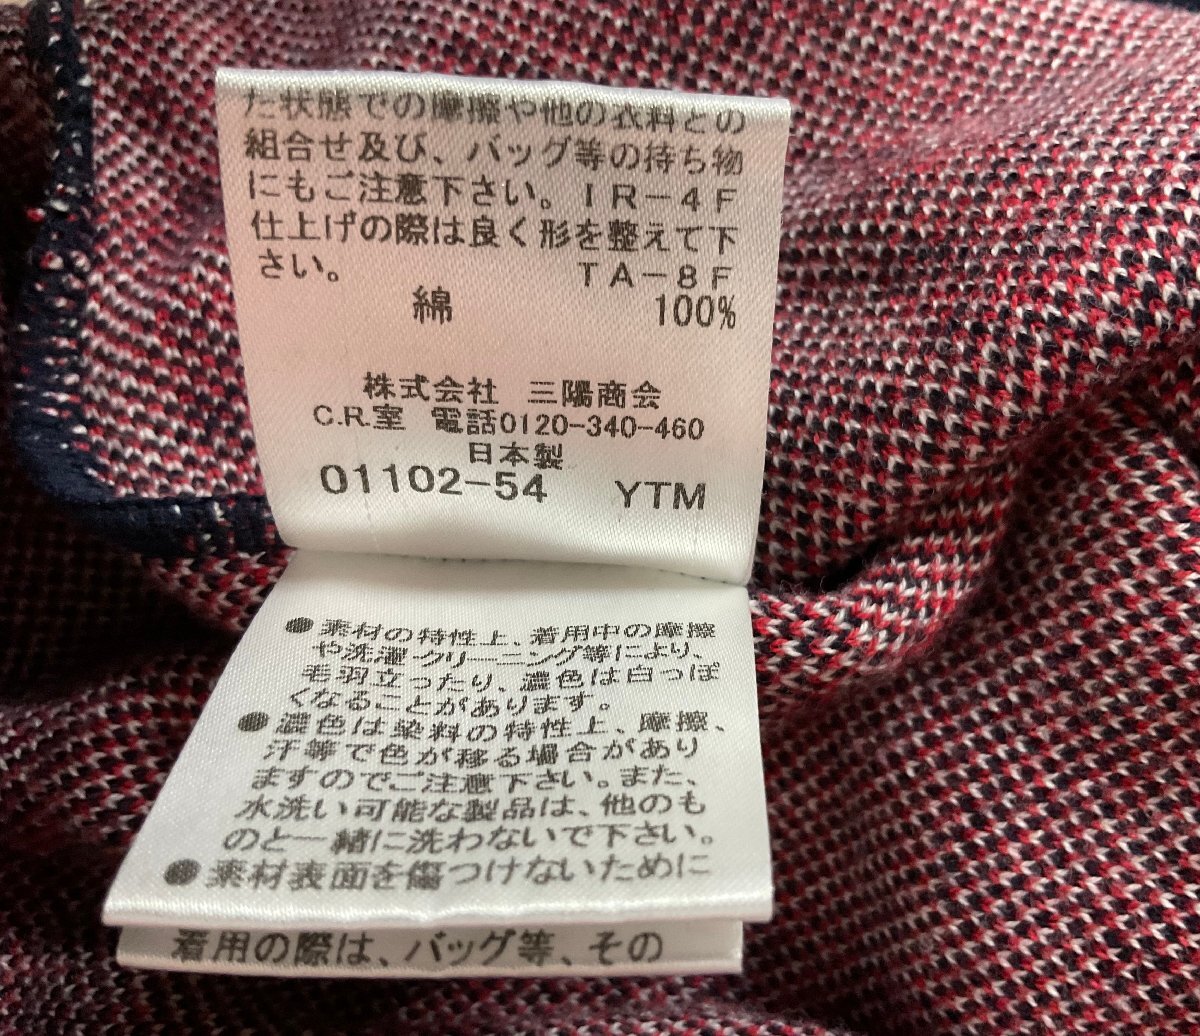 た状態での摩擦や他の衣料との
組合せ及び、バッグ等の持ち物
にもご注意下さい。IR-4F
仕上げの際は良く形を整えて下
さい。 TA-8F
綿 100%
株式会社 三陽商会
C.R.室 電話0120-340-460
日本製
01102-54 YTM
●素材の特性上、着用中の摩擦
や洗濯・クリーニング等により、
毛羽立ったり、濃色は白っぽ
くなることがあります。
●濃色は染料の特性上、摩擦、
汗等で色が移る場合があり
ますのでご注意下さい。また、
水洗い可能な製品は、他のも
のと一緒に洗わないで下さい。
●素材表面を傷つけないために
着用の際は、バッグ等、その